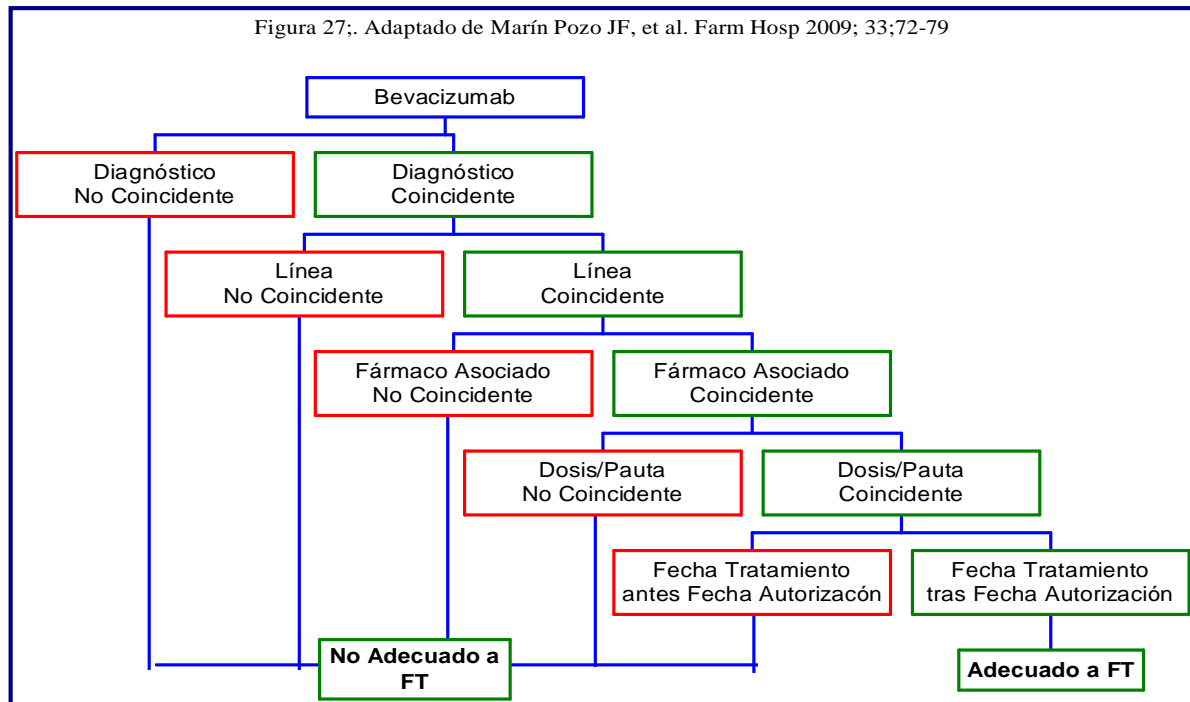 Figura 27;. Adaptado de Marín Pozo JF, et al. Farm Hosp 2009; 33;72-79
Bevacizumab
Diagnóstico
No Coincidente
Diagnóstico
Coincidente
Línea
No Coincidente
Línea
Coincidente
Fármaco Asociado
No Coincidente
Fármaco Asociado
Coincidente
Dosis/Pauta
No Coincidente
Dosis/Pauta
Coincidente
Fecha Tratamiento
antes Fecha Autorizacón
Fecha Tratamiento
tras Fecha Autorización
No Adecuado a
FT
Adecuado a FT